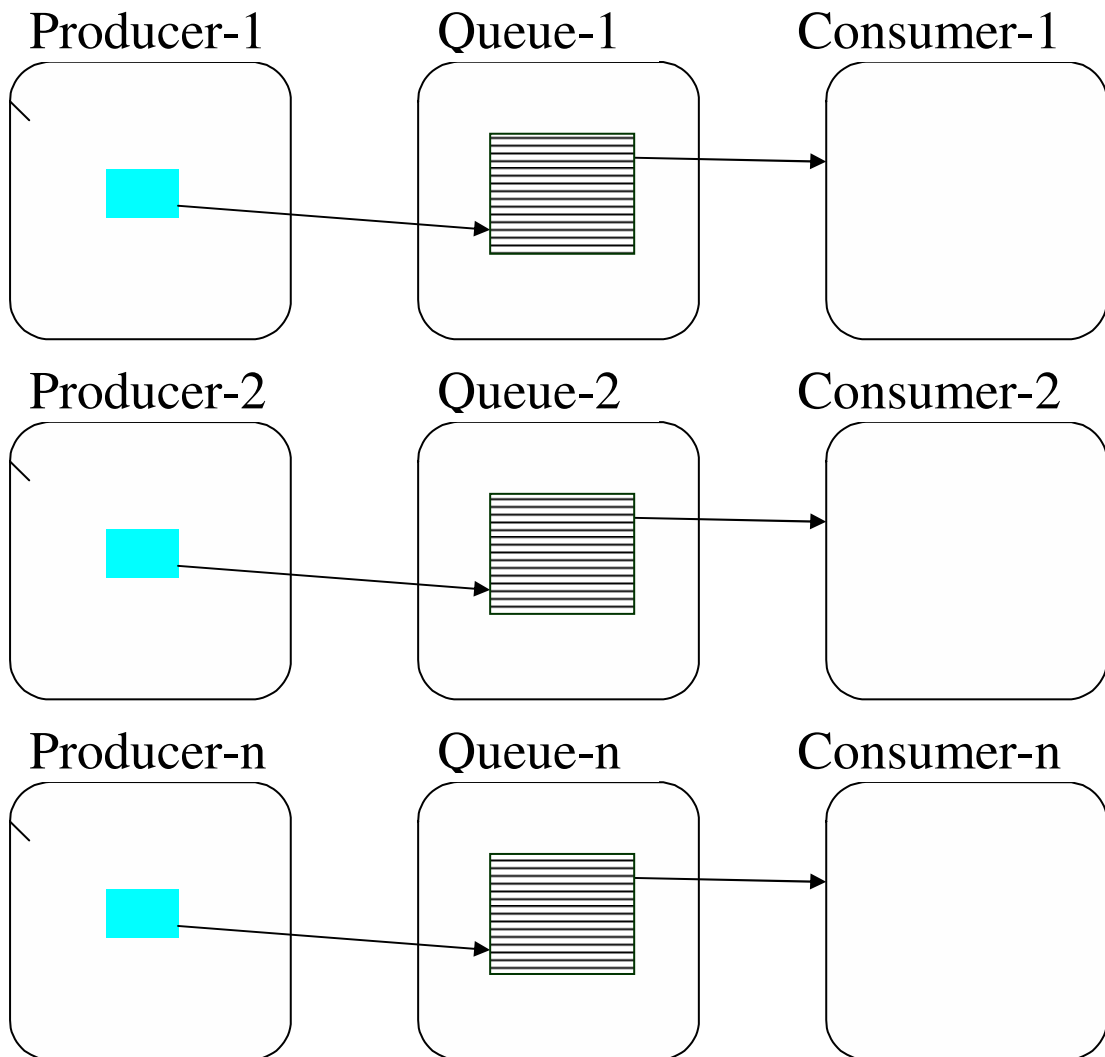 Producer-1 Queue-1 Consumer-1
Producer-2 Queue-2 Consumer-2
Producer-n Queue-n Consumer-n